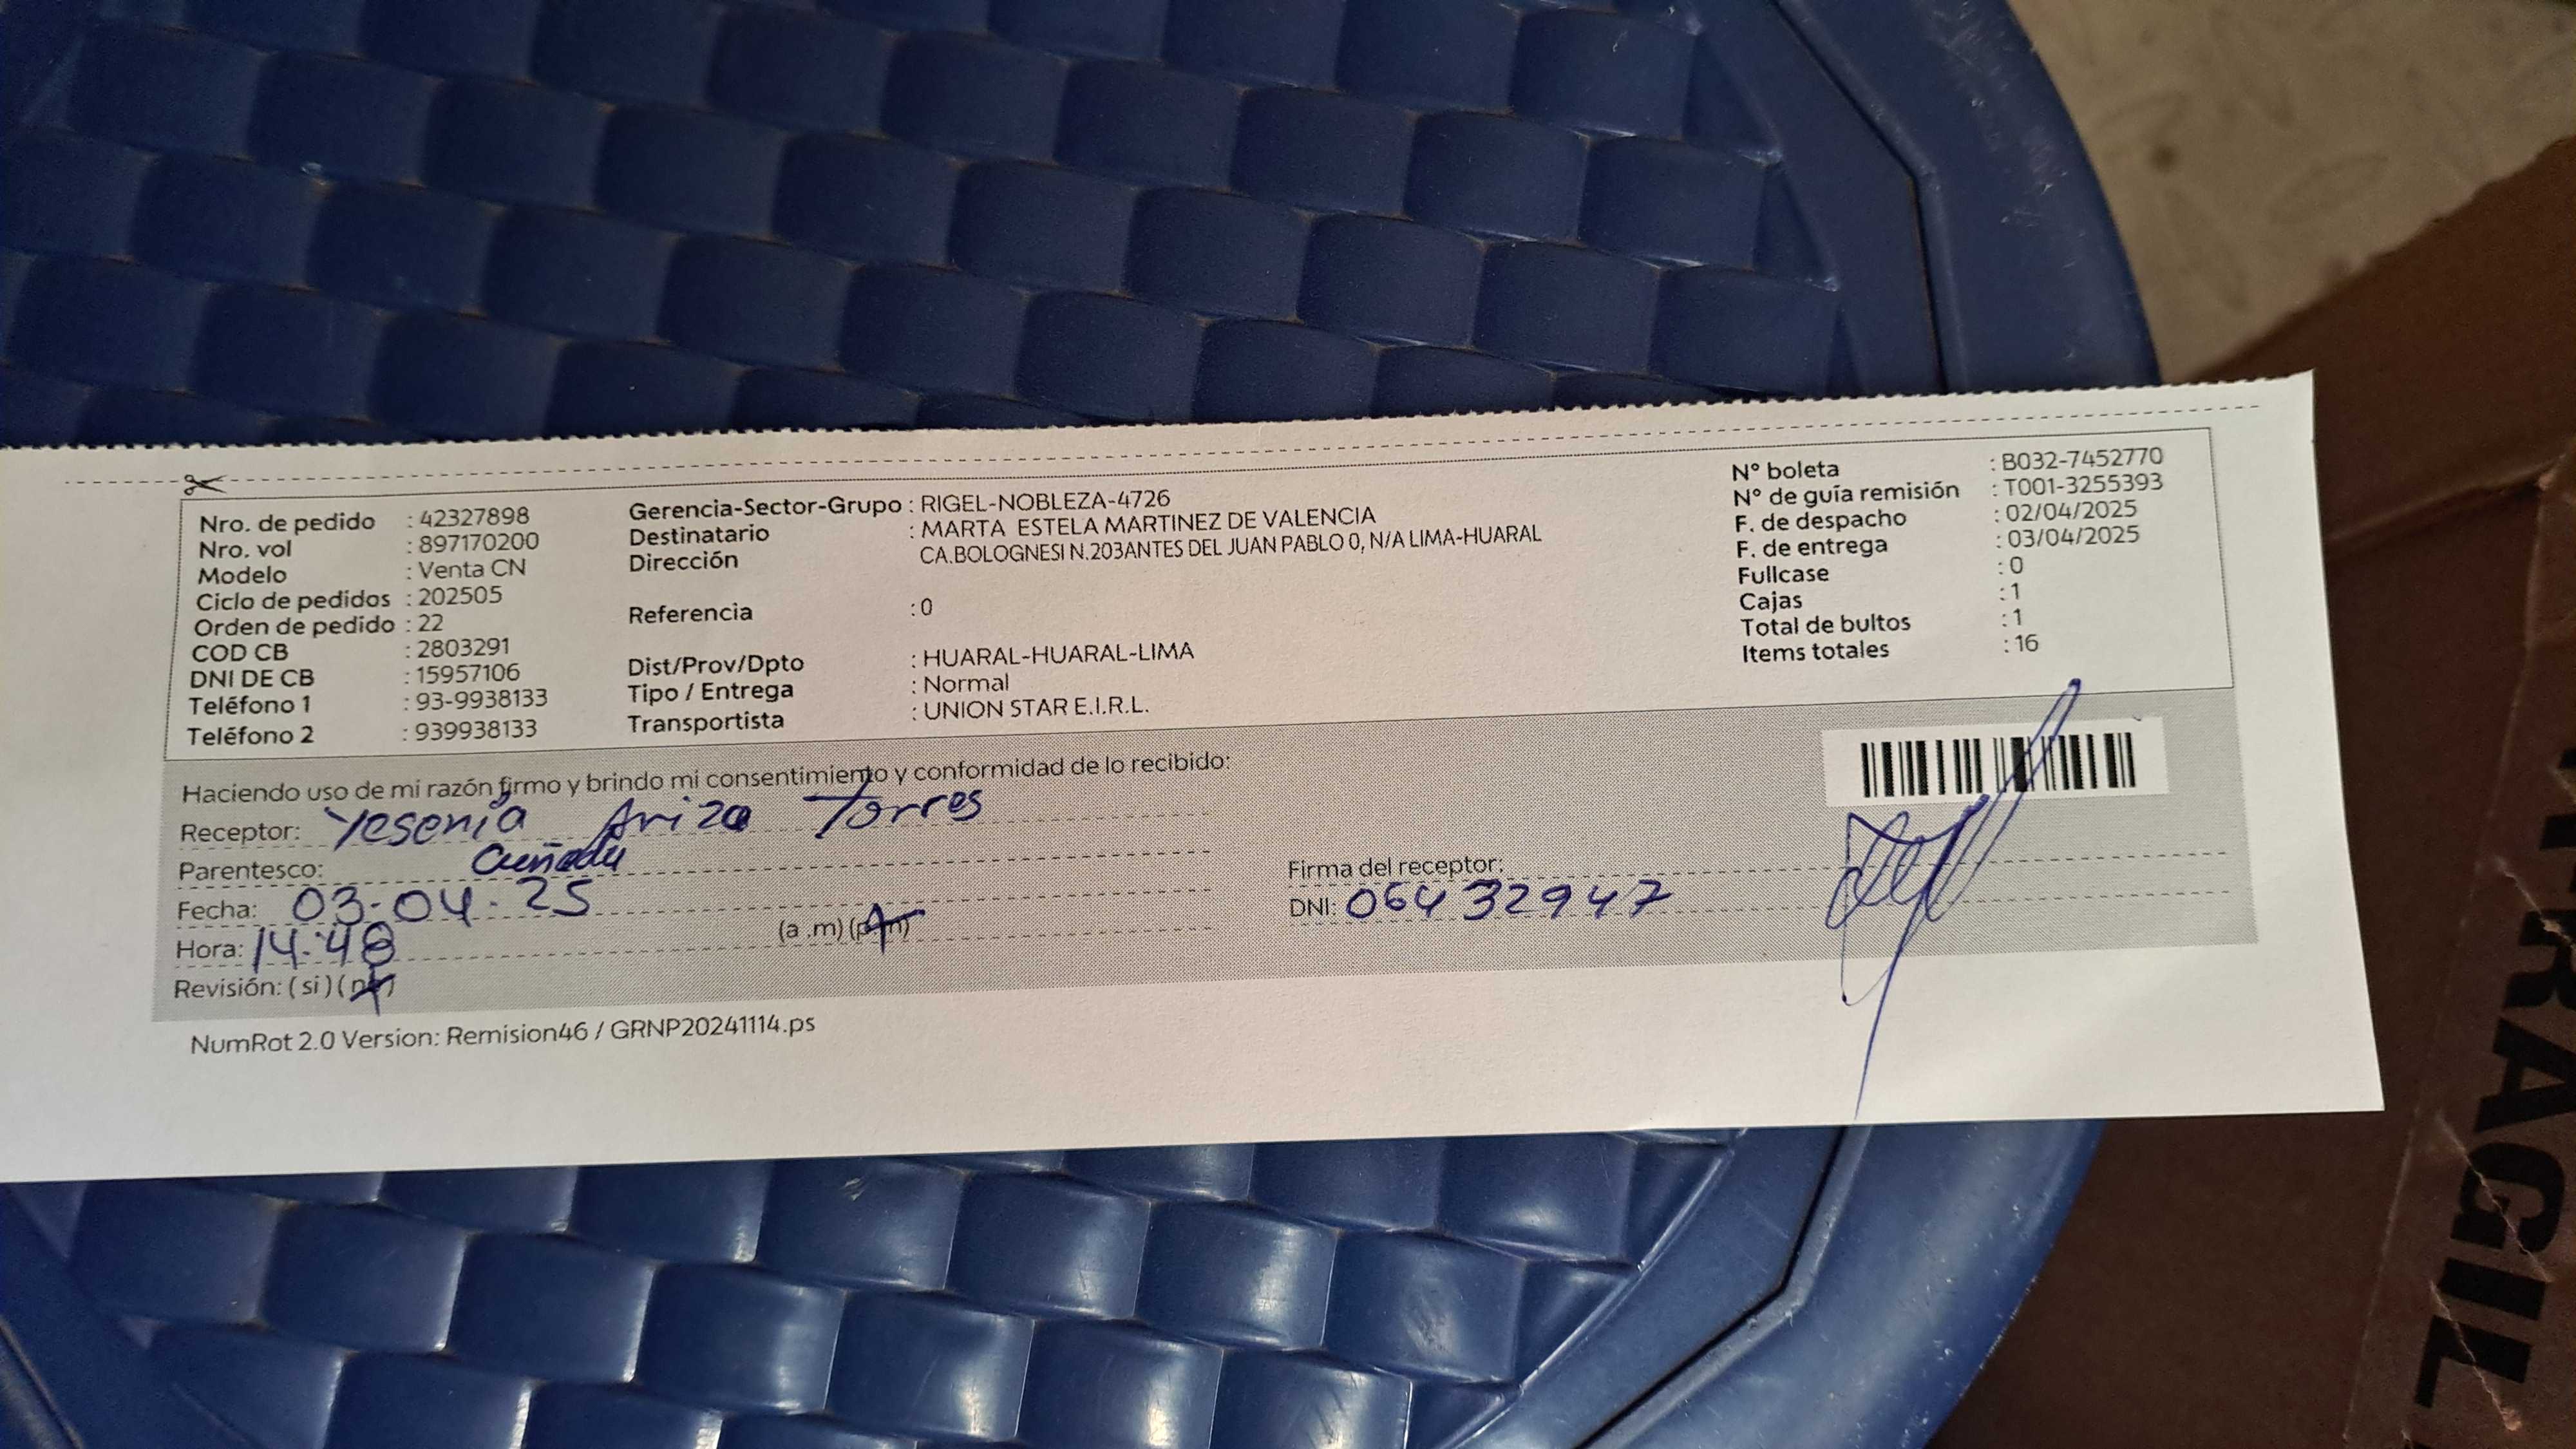 Nro. de pedido : 42327898
Nro. vol : 897170200
Modelo : Venta CN
Ciclo de pedidos : 202505
Orden de pedido : 22
COD CB : 2803291
DNI DE CB : 15957106
Teléfono 1 : 93-9938133
Teléfono 2 : 939938133
Gerencia-Sector-Grupo : RIGEL-NOBLEZA-4726
Destinatario : MARTA ESTELA MARTINEZ DE VALENCIA
Dirección CA.BOLOGNESI N.203ANTES DEL JUAN PABLO 0, N/A LIMA-HUARAL
Referencia : 0
Dist/Prov/Dpto : HUARAL-HUARAL-LIMA
Tipo / Entrega : Normal
Transportista : UNION STAR E.I.R.L.
N° boleta : B032-7452770
N° de guía remisión : T001-3255393
F. de despacho : 02/04/2025
F. de entrega : 03/04/2025
Fullcase : 0
Cajas : 1
Total de bultos : 1
Items totales : 16
Haciendo uso de mi razón firmo y brindo mi consentimiento y conformidad de lo recibido:
Receptor: Yesenia Ariza Torres
Parentesco: Cuñada
Fecha: 03-04-25
Hora: 14:48 (a .m) (p.m)
Revisión: (si) (no)
Firma del receptor:
DNI: 06432947
NumRot 2.0 Version: Remision46 / GRNP20241114.ps
FRAGIL